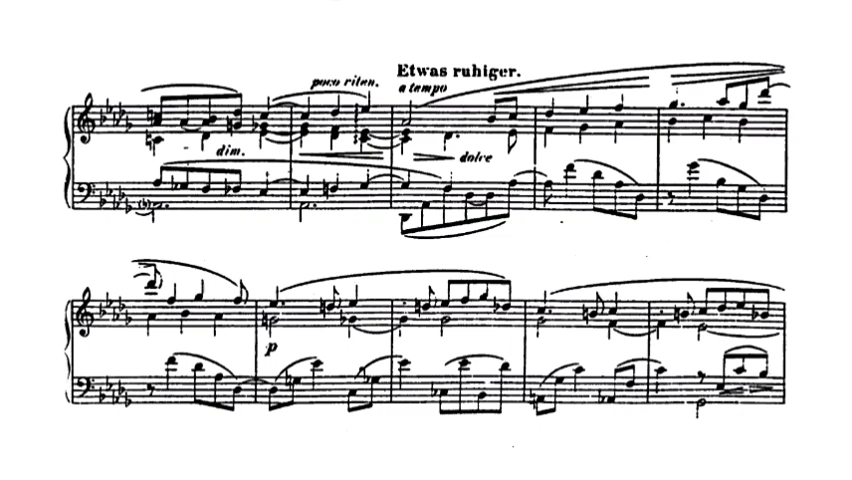 Etwas ruhiger.
poco riten. a tempo
dim. dolce
p